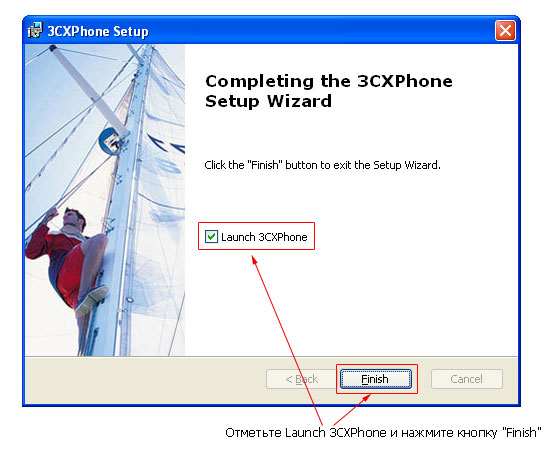 3CXPhone Setup
Completing the 3CXPhone
Setup Wizard
Click the "Finish" button to exit the Setup Wizard.
Launch 3CXPhone
< Back
Finish
Cancel
Отметьте Launch 3CXPhone и нажмите кнопку "Finish"